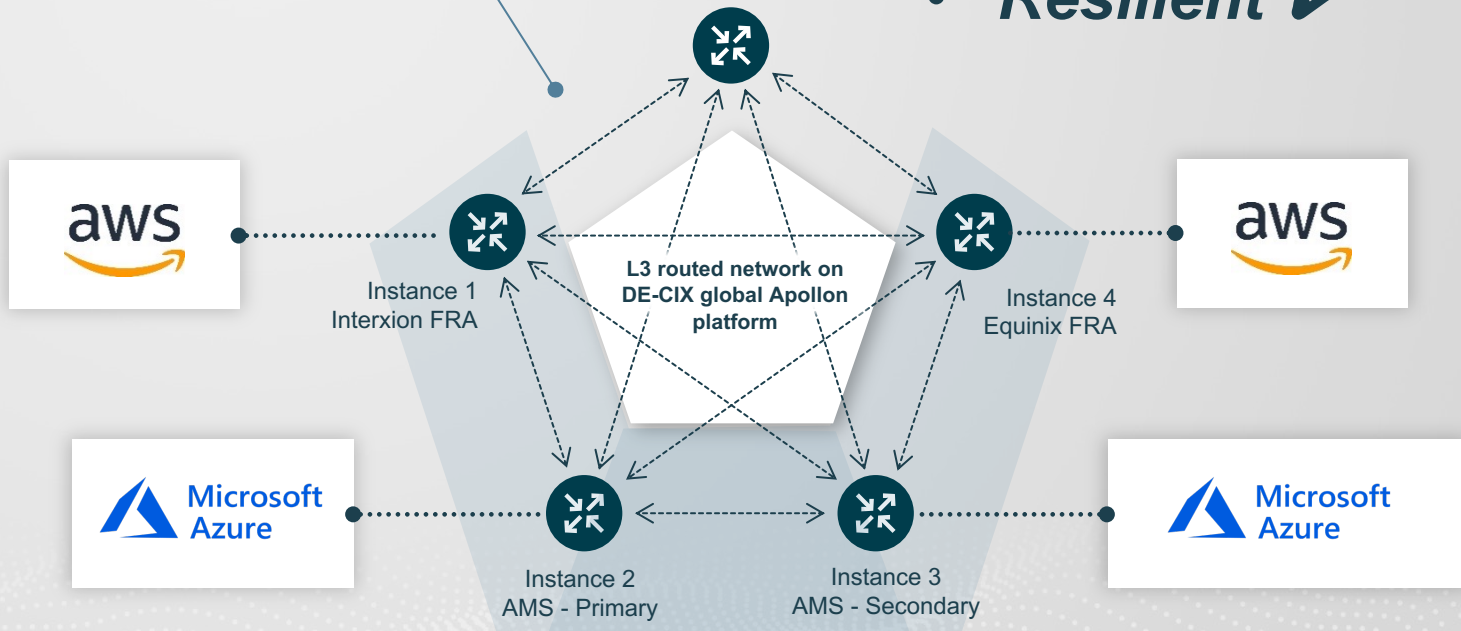 Resilient
aws
aws
L3 routed network on
DE-CIX global Apollon
platform
Instance 1
Interxion FRA
Instance 4
Equinix FRA
Microsoft
Azure
Microsoft
Azure
Instance 2
AMS - Primary
Instance 3
AMS - Secondary